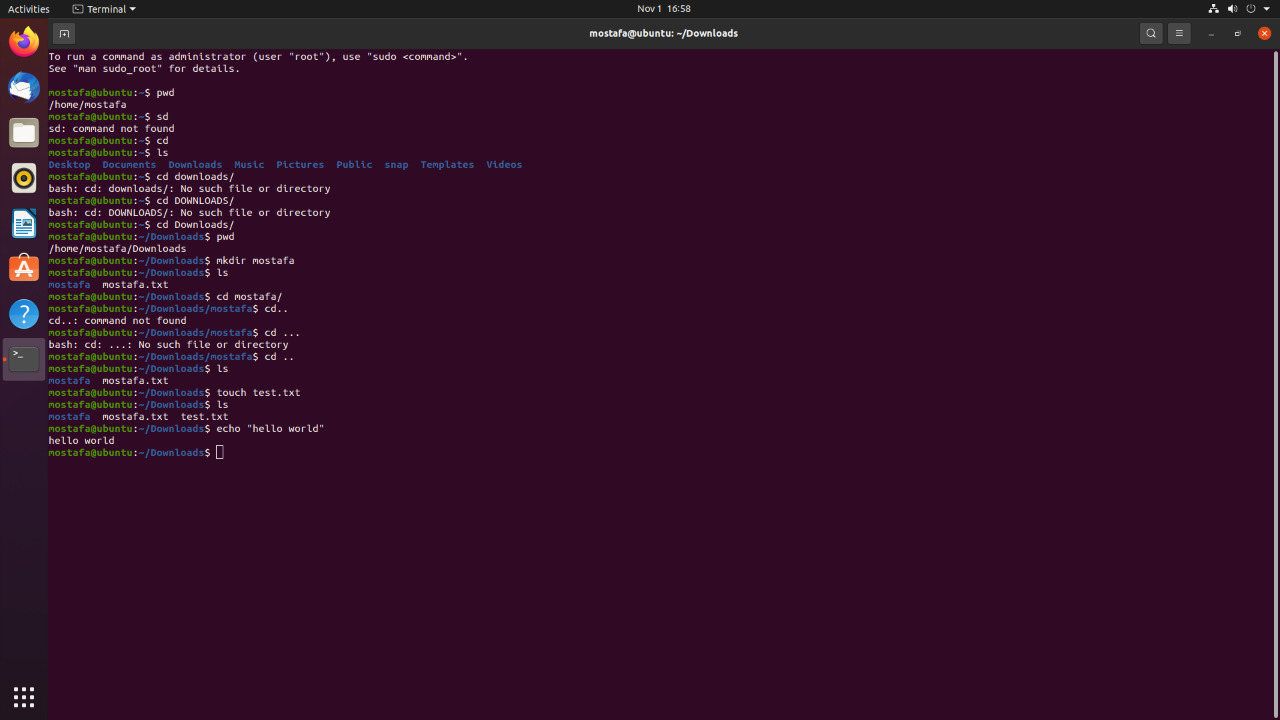 Activities
Terminal
Nov 1 16:58
mostafa@ubuntu: ~/Downloads
To run a command as administrator (user "root"), use "sudo <command>".
See "man sudo_root" for details.
mostafa@ubuntu:~$ pwd
/home/mostafa
mostafa@ubuntu:~$ sd
sd: command not found
mostafa@ubuntu:~$ cd
mostafa@ubuntu:~$ ls
Desktop  Documents  Downloads  Music  Pictures  Public  snap  Templates  Videos
mostafa@ubuntu:~$ cd downloads/
bash: cd: downloads/: No such file or directory
mostafa@ubuntu:~$ cd DOWNLOADS/
bash: cd: DOWNLOADS/: No such file or directory
mostafa@ubuntu:~$ cd Downloads/
mostafa@ubuntu:~/Downloads$ pwd
/home/mostafa/Downloads
mostafa@ubuntu:~/Downloads$ mkdir mostafa
mostafa@ubuntu:~/Downloads$ ls
mostafa  mostafa.txt
mostafa@ubuntu:~/Downloads$ cd mostafa/
mostafa@ubuntu:~/Downloads/mostafa$ cd..
cd..: command not found
mostafa@ubuntu:~/Downloads/mostafa$ cd ...
bash: cd: ...: No such file or directory
mostafa@ubuntu:~/Downloads/mostafa$ cd ..
mostafa@ubuntu:~/Downloads$ ls
mostafa  mostafa.txt
mostafa@ubuntu:~/Downloads$ touch test.txt
mostafa@ubuntu:~/Downloads$ ls
mostafa  mostafa.txt  test.txt
mostafa@ubuntu:~/Downloads$ echo "hello world"
hello world
mostafa@ubuntu:~/Downloads$